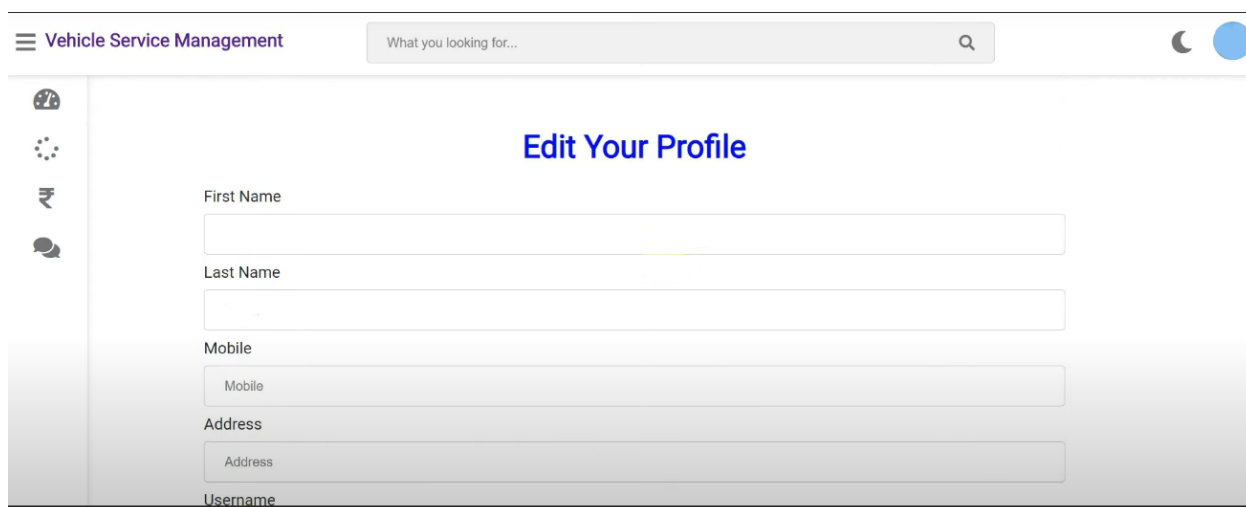 Vehicle Service Management
What you looking for...
Edit Your Profile
First Name
Last Name
Mobile
Mobile
Address
Address
Username